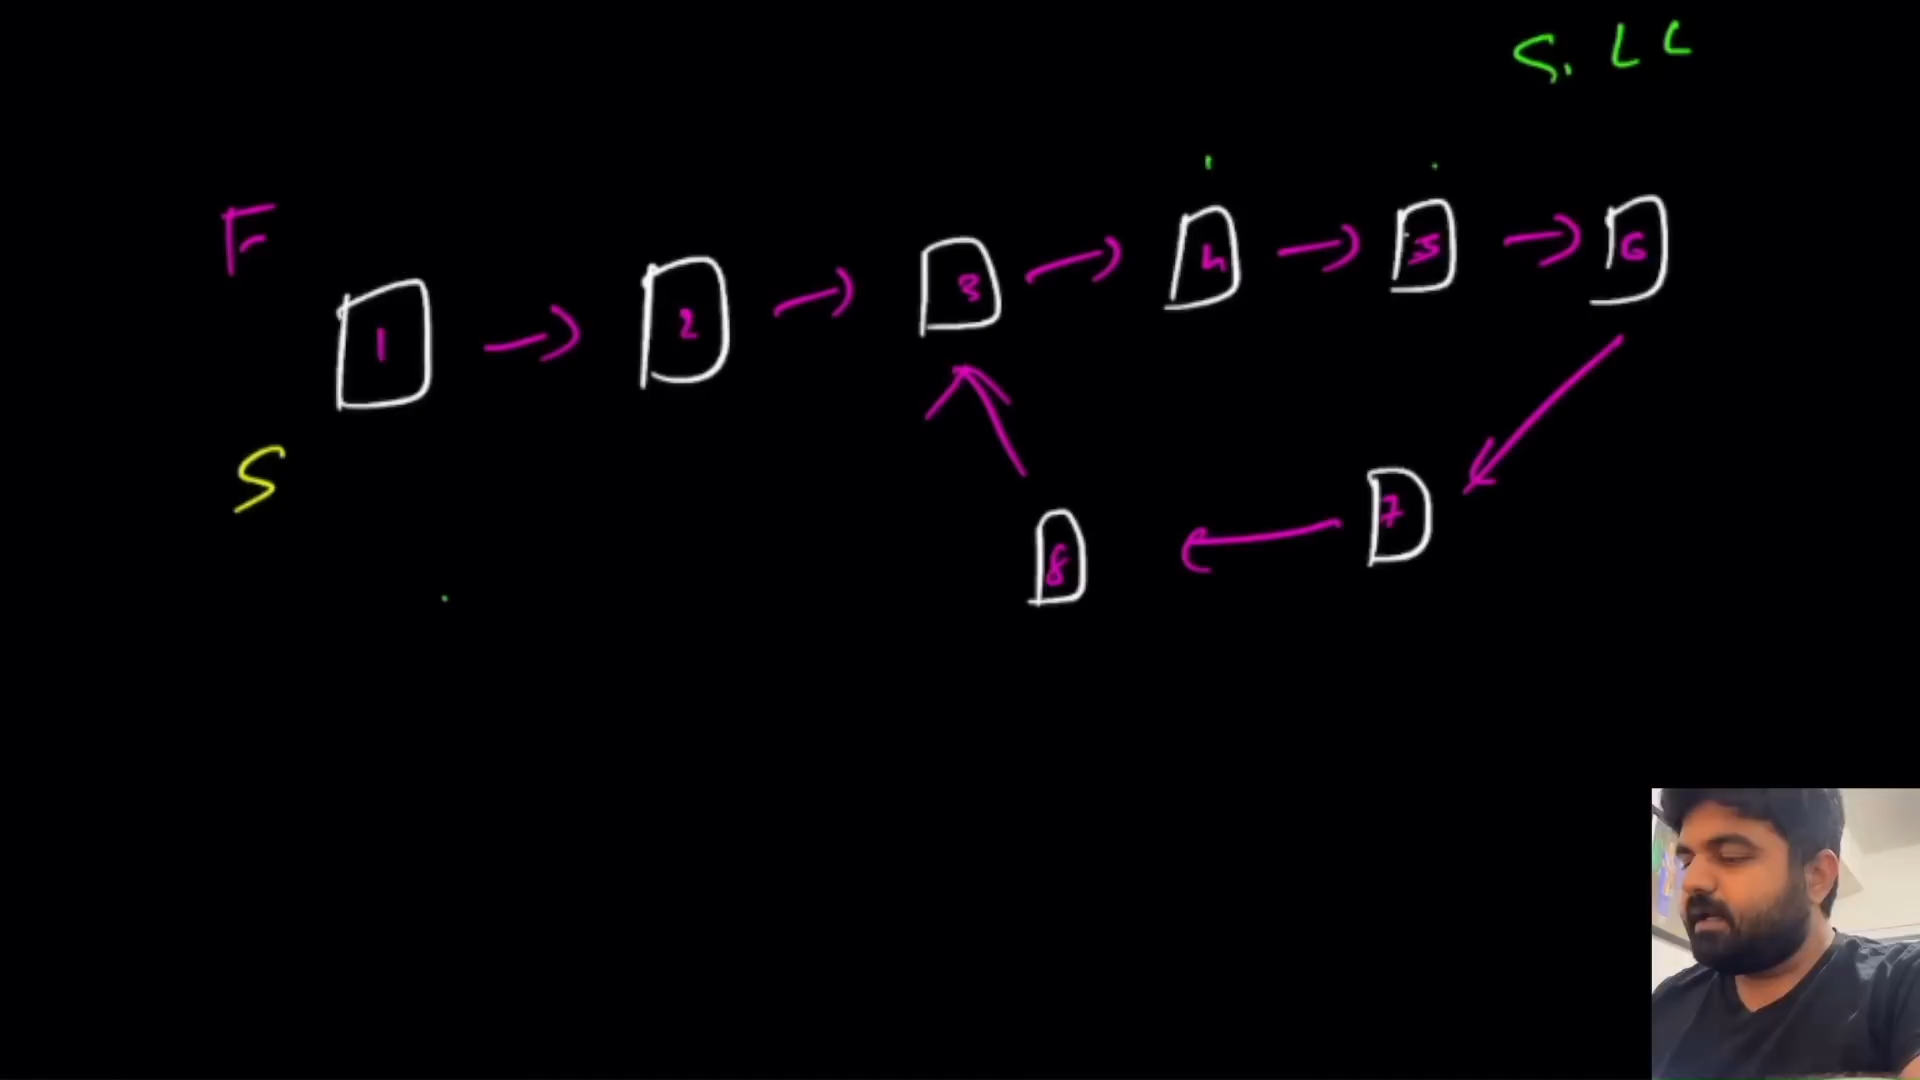 S. L L
F
1 → 2 → 3 → 4 → 5 → 6
S
8 ← 7